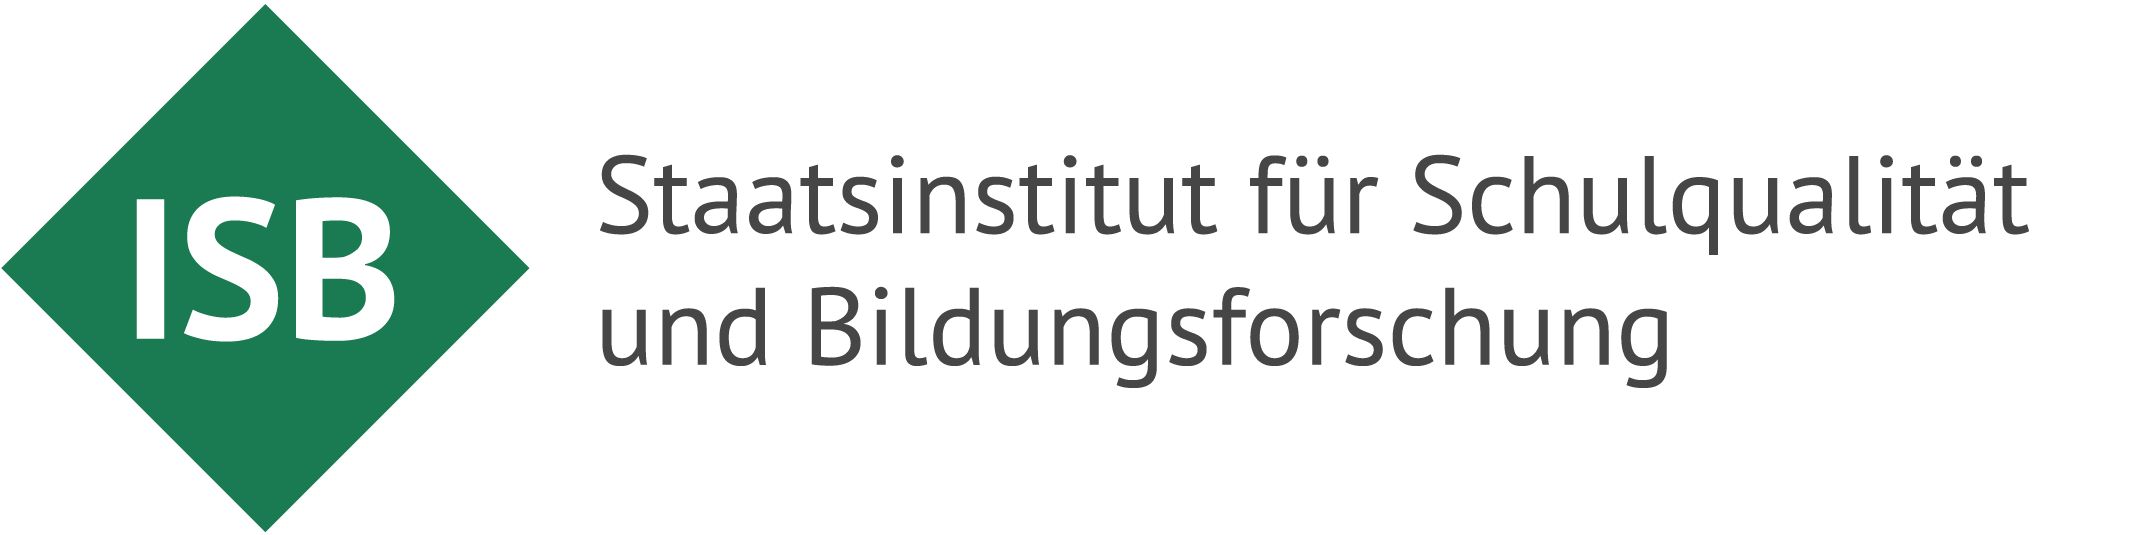 ISB
Staatsinstitut für Schulqualität
und Bildungsforschung